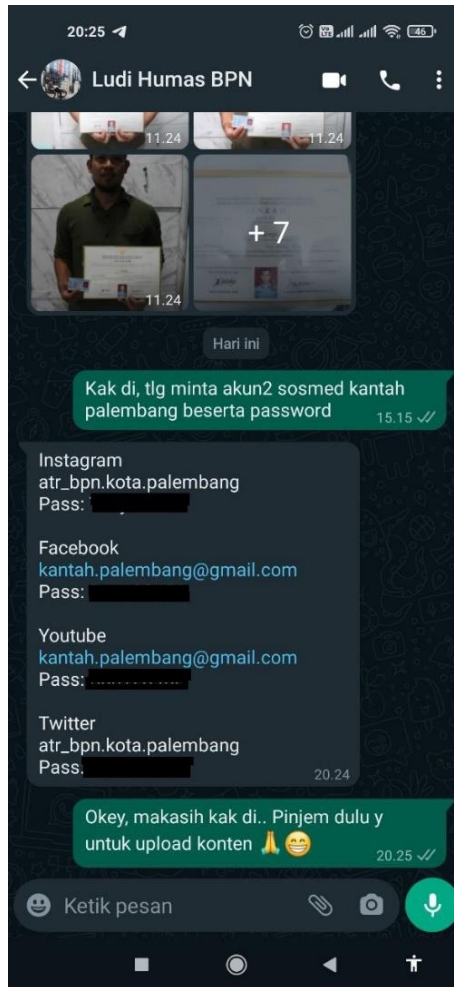 20:25
46
Ludi Humas BPN
11.24
11.24
11.24
+ 7
Hari ini
Kak di, tlg minta akun2 sosmed kantah
palembang beserta password
15.15
Instagram
atr_bpn.kota.palembang
Pass:
Facebook
kantah.palembang@gmail.com
Pass:
Youtube
kantah.palembang@gmail.com
Pass:
Twitter
atr_bpn.kota.palembang
Pass.
20.24
Okey, makasih kak di.. Pinjem dulu y
untuk upload konten 🙏😁
20.25
Ketik pesan